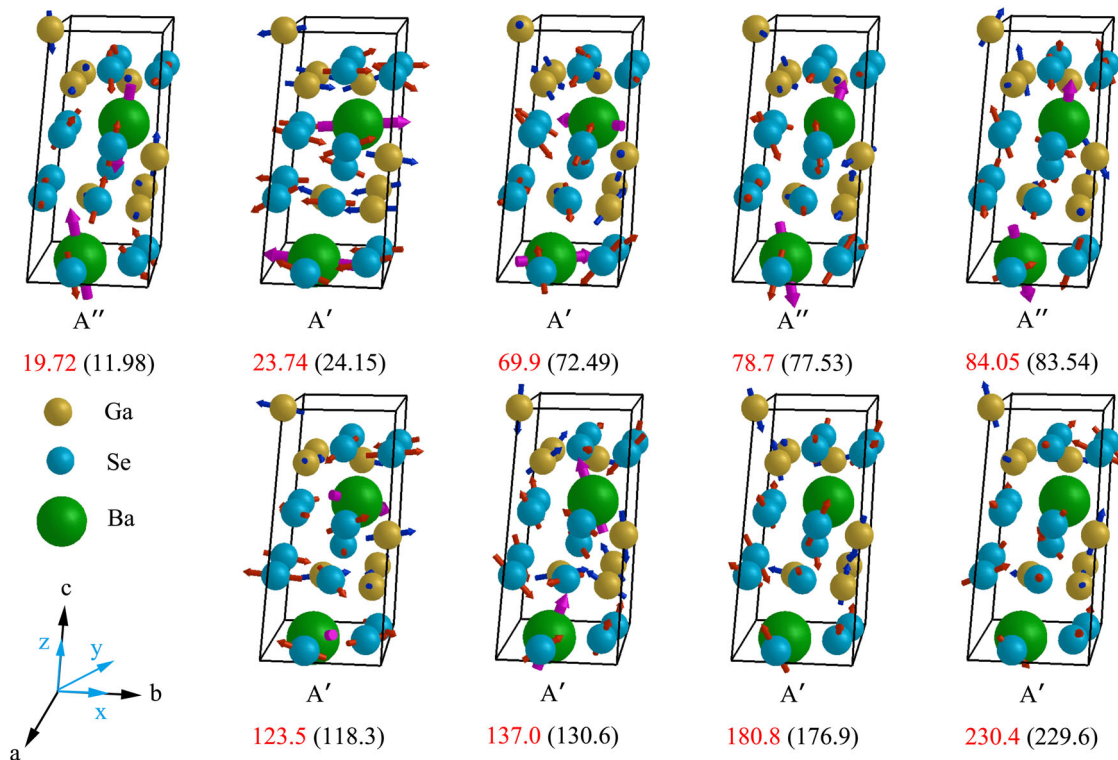 A″ A′ A′ A″ A″
19.72 (11.98) 23.74 (24.15) 69.9 (72.49) 78.7 (77.53) 84.05 (83.54)
Ga
Se
Ba
c
z
y
b
x
a
A′ A′ A′ A′
123.5 (118.3) 137.0 (130.6) 180.8 (176.9) 230.4 (229.6)